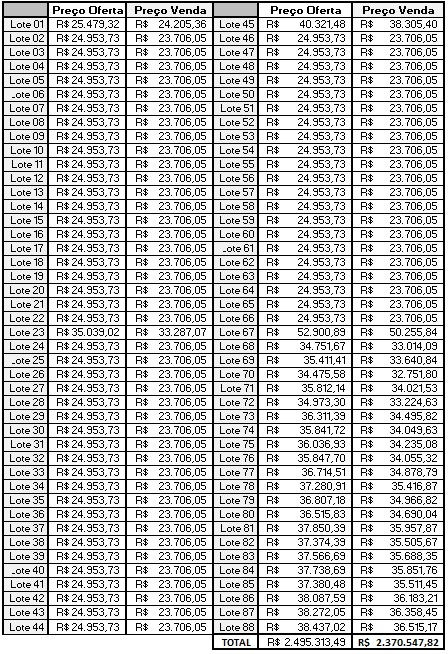 Preço Oferta Preço Venda Preço Oferta Preço Venda
Lote 01 R$ 25.479,32 R$ 24.205,36 Lote 45 R$ 40.321,48 R$ 38.305,40
Lote 02 R$ 24.953,73 R$ 23.706,05 Lote 46 R$ 24.953,73 R$ 23.706,05
Lote 03 R$ 24.953,73 R$ 23.706,05 Lote 47 R$ 24.953,73 R$ 23.706,05
Lote 04 R$ 24.953,73 R$ 23.706,05 Lote 48 R$ 24.953,73 R$ 23.706,05
Lote 05 R$ 24.953,73 R$ 23.706,05 Lote 49 R$ 24.953,73 R$ 23.706,05
Lote 06 R$ 24.953,73 R$ 23.706,05 Lote 50 R$ 24.953,73 R$ 23.706,05
Lote 07 R$ 24.953,73 R$ 23.706,05 Lote 51 R$ 24.953,73 R$ 23.706,05
Lote 08 R$ 24.953,73 R$ 23.706,05 Lote 52 R$ 24.953,73 R$ 23.706,05
Lote 09 R$ 24.953,73 R$ 23.706,05 Lote 53 R$ 24.953,73 R$ 23.706,05
Lote 10 R$ 24.953,73 R$ 23.706,05 Lote 54 R$ 24.953,73 R$ 23.706,05
Lote 11 R$ 24.953,73 R$ 23.706,05 Lote 55 R$ 24.953,73 R$ 23.706,05
Lote 12 R$ 24.953,73 R$ 23.706,05 Lote 56 R$ 24.953,73 R$ 23.706,05
Lote 13 R$ 24.953,73 R$ 23.706,05 Lote 57 R$ 24.953,73 R$ 23.706,05
Lote 14 R$ 24.953,73 R$ 23.706,05 Lote 58 R$ 24.953,73 R$ 23.706,05
Lote 15 R$ 24.953,73 R$ 23.706,05 Lote 59 R$ 24.953,73 R$ 23.706,05
Lote 16 R$ 24.953,73 R$ 23.706,05 Lote 60 R$ 24.953,73 R$ 23.706,05
Lote 17 R$ 24.953,73 R$ 23.706,05 Lote 61 R$ 24.953,73 R$ 23.706,05
Lote 18 R$ 24.953,73 R$ 23.706,05 Lote 62 R$ 24.953,73 R$ 23.706,05
Lote 19 R$ 24.953,73 R$ 23.706,05 Lote 63 R$ 24.953,73 R$ 23.706,05
Lote 20 R$ 24.953,73 R$ 23.706,05 Lote 64 R$ 24.953,73 R$ 23.706,05
Lote 21 R$ 24.953,73 R$ 23.706,05 Lote 65 R$ 24.953,73 R$ 23.706,05
Lote 22 R$ 24.953,73 R$ 23.706,05 Lote 66 R$ 24.953,73 R$ 23.706,05
Lote 23 R$ 35.039,02 R$ 33.287,07 Lote 67 R$ 52.900,89 R$ 50.255,84
Lote 24 R$ 24.953,73 R$ 23.706,05 Lote 68 R$ 34.751,67 R$ 33.014,09
Lote 25 R$ 24.953,73 R$ 23.706,05 Lote 69 R$ 35.411,41 R$ 33.640,84
Lote 26 R$ 24.953,73 R$ 23.706,05 Lote 70 R$ 34.475,58 R$ 32.751,80
Lote 27 R$ 24.953,73 R$ 23.706,05 Lote 71 R$ 35.812,14 R$ 34.021,53
Lote 28 R$ 24.953,73 R$ 23.706,05 Lote 72 R$ 34.973,30 R$ 33.224,63
Lote 29 R$ 24.953,73 R$ 23.706,05 Lote 73 R$ 36.311,39 R$ 34.495,82
Lote 30 R$ 24.953,73 R$ 23.706,05 Lote 74 R$ 35.841,72 R$ 34.049,63
Lote 31 R$ 24.953,73 R$ 23.706,05 Lote 75 R$ 36.036,93 R$ 34.235,08
Lote 32 R$ 24.953,73 R$ 23.706,05 Lote 76 R$ 35.847,70 R$ 34.055,32
Lote 33 R$ 24.953,73 R$ 23.706,05 Lote 77 R$ 36.714,51 R$ 34.878,79
Lote 34 R$ 24.953,73 R$ 23.706,05 Lote 78 R$ 37.280,91 R$ 35.416,87
Lote 35 R$ 24.953,73 R$ 23.706,05 Lote 79 R$ 36.807,18 R$ 34.966,82
Lote 36 R$ 24.953,73 R$ 23.706,05 Lote 80 R$ 36.515,83 R$ 34.690,04
Lote 37 R$ 24.953,73 R$ 23.706,05 Lote 81 R$ 37.850,39 R$ 35.957,87
Lote 38 R$ 24.953,73 R$ 23.706,05 Lote 82 R$ 37.374,39 R$ 35.505,67
Lote 39 R$ 24.953,73 R$ 23.706,05 Lote 83 R$ 37.566,69 R$ 35.688,35
Lote 40 R$ 24.953,73 R$ 23.706,05 Lote 84 R$ 37.738,69 R$ 35.851,76
Lote 41 R$ 24.953,73 R$ 23.706,05 Lote 85 R$ 37.380,48 R$ 35.511,45
Lote 42 R$ 24.953,73 R$ 23.706,05 Lote 86 R$ 38.087,59 R$ 36.183,21
Lote 43 R$ 24.953,73 R$ 23.706,05 Lote 87 R$ 38.272,05 R$ 36.358,45
Lote 44 R$ 24.953,73 R$ 23.706,05 Lote 88 R$ 38.437,02 R$ 36.515,17
TOTAL R$ 2.495.313,49 R$ 2.370.547,82